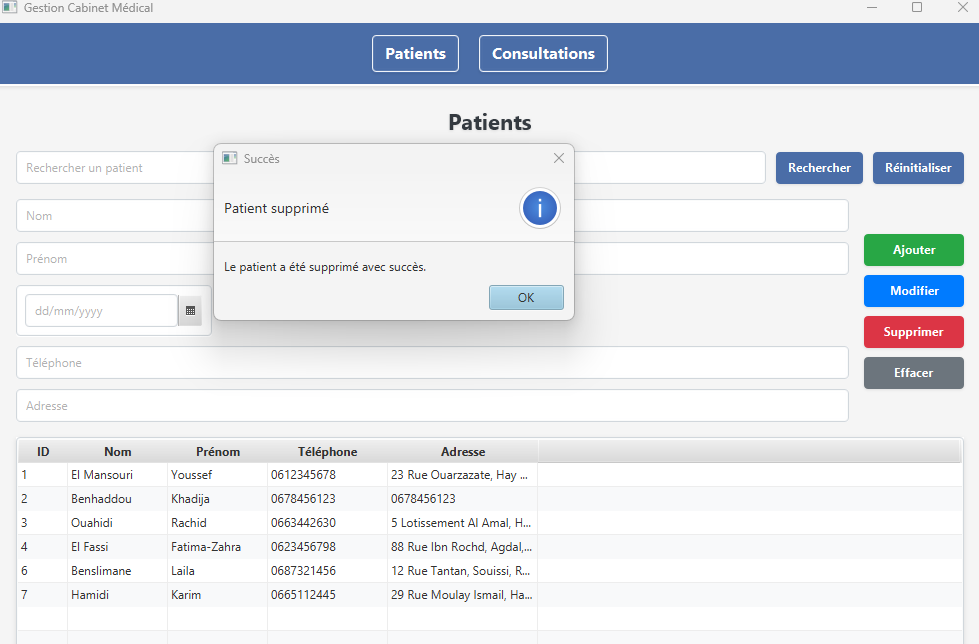 Gestion Cabinet Médical
Patients
Consultations
Patients
Rechercher un patient
Rechercher
Réinitialiser
Succès
Patient supprimé
Le patient a été supprimé avec succès.
OK
Nom
Prénom
dd/mm/yyyy
Téléphone
Adresse
Ajouter
Modifier
Supprimer
Effacer
ID Nom Prénom Téléphone Adresse
1 El Mansouri Youssef 0612345678 23 Rue Ouarzazate, Hay ...
2 Benhaddou Khadija 0678456123 0678456123
3 Ouahidi Rachid 0663442630 5 Lotissement Al Amal, H...
4 El Fassi Fatima-Zahra 0623456798 88 Rue Ibn Rochd, Agdal,...
6 Benslimane Laila 0687321456 12 Rue Tantan, Souissi, R...
7 Hamidi Karim 0665112445 29 Rue Moulay Ismail, Ha...